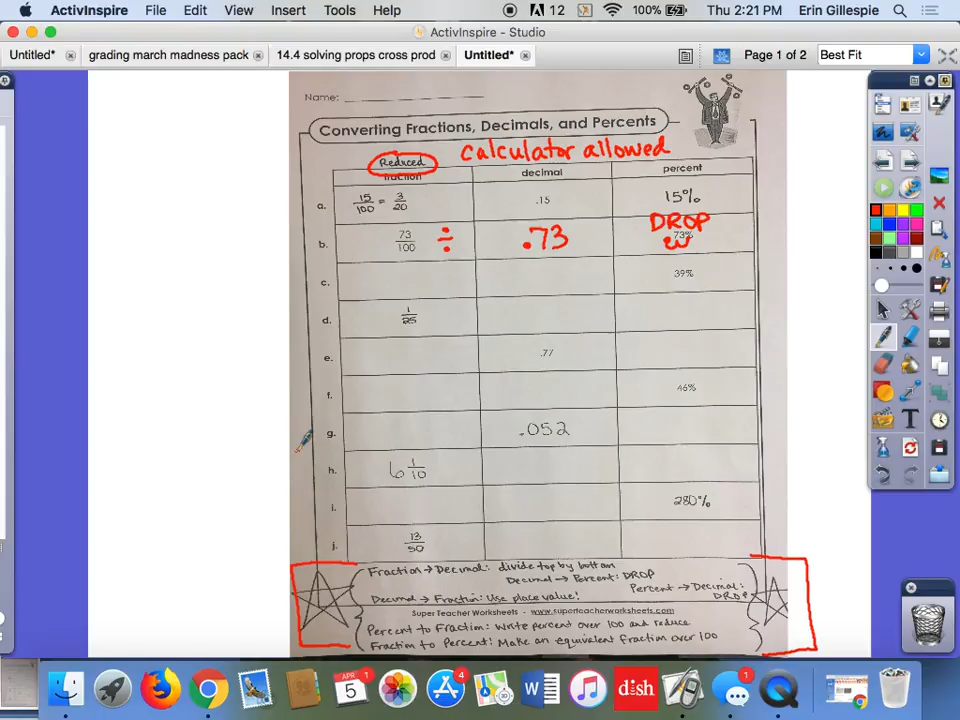 ActivInspire File Edit View Insert Tools Help 12 100% Thu 2:21 PM Erin Gillespie
ActivInspire - Studio
Untitled* grading march madness pack 14.4 solving props cross prod Untitled* Page 1 of 2 Best Fit
Name:
Converting Fractions, Decimals, and Percents
Reduced calculator allowed
fraction decimal percent
a. 15/100 = 3/20 .15 15%
DROP
b. 73/100 ÷ .73 73%
c. 39%
d. 1/25
e. .77
f. 46%
g. .052
h. 6 1/10
i. 280%
j. 13/50
Fraction → Decimal: divide top by bottom
Decimal → Percent: DROP
Percent → Decimal: DROP
Decimal → Fraction: Use place value!
Super Teacher Worksheets - www.superteacherworksheets.com
Percent to Fraction: Write percent over 100 and reduce
Fraction to Percent: Make an equivalent fraction over 100
APR 5
1
4
1
dish